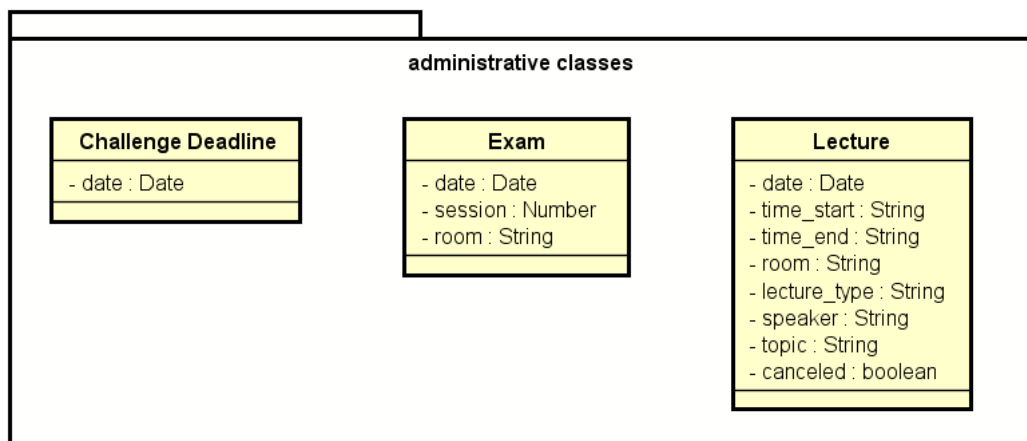 administrative classes
Challenge Deadline
- date : Date
Exam
- date : Date
- session : Number
- room : String
Lecture
- date : Date
- time_start : String
- time_end : String
- room : String
- lecture_type : String
- speaker : String
- topic : String
- canceled : boolean